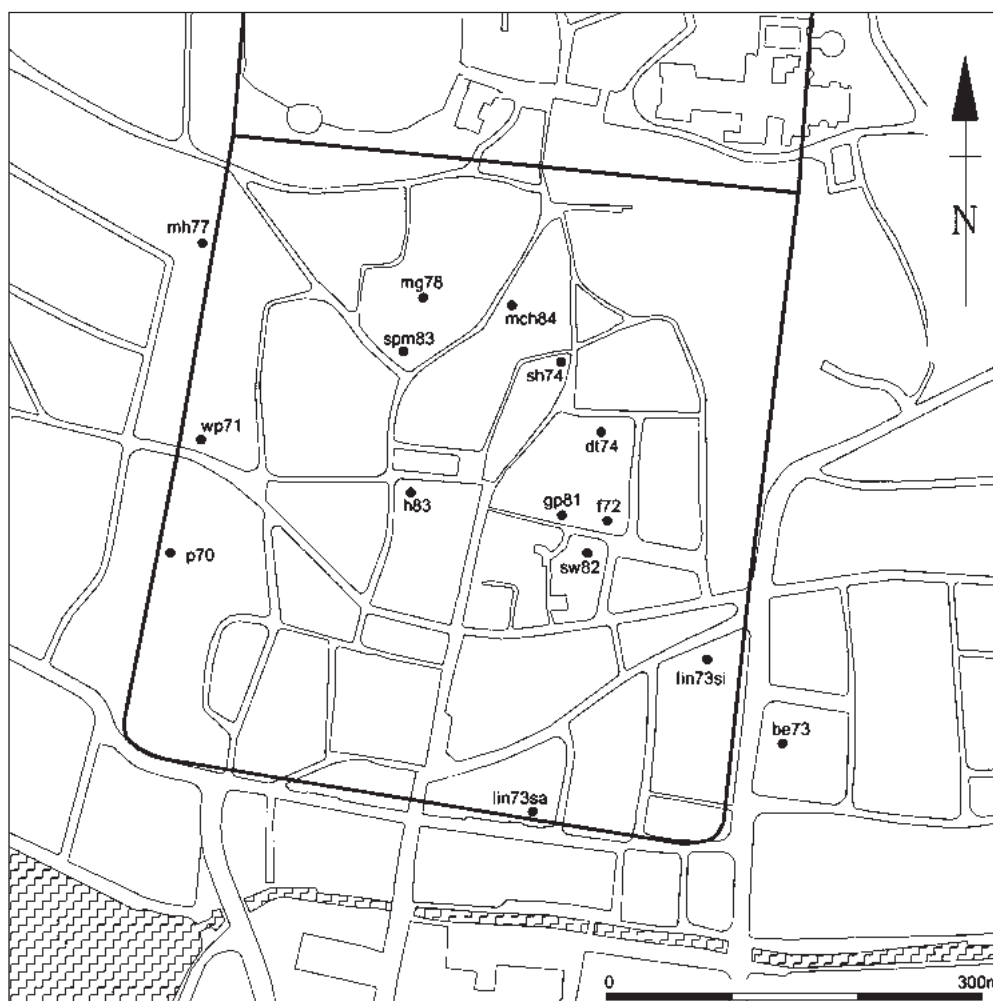 N
mh77
mg78
mch84
spm83
sh74
wp71
dt74
h83
gp81
f72
p70
sw82
lin73si
be73
lin73sa
0 300m